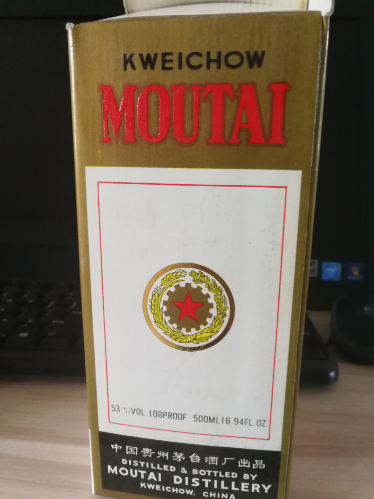 KWEICHOW
MOUTAI
53%VOL.108PROOF 500ML16.94FL.OZ.
中国贵州茅台酒厂出品
DISTILLED & BOTTLED BY
MOUTAI DISTILLERY
KWEICHOW, CHINA